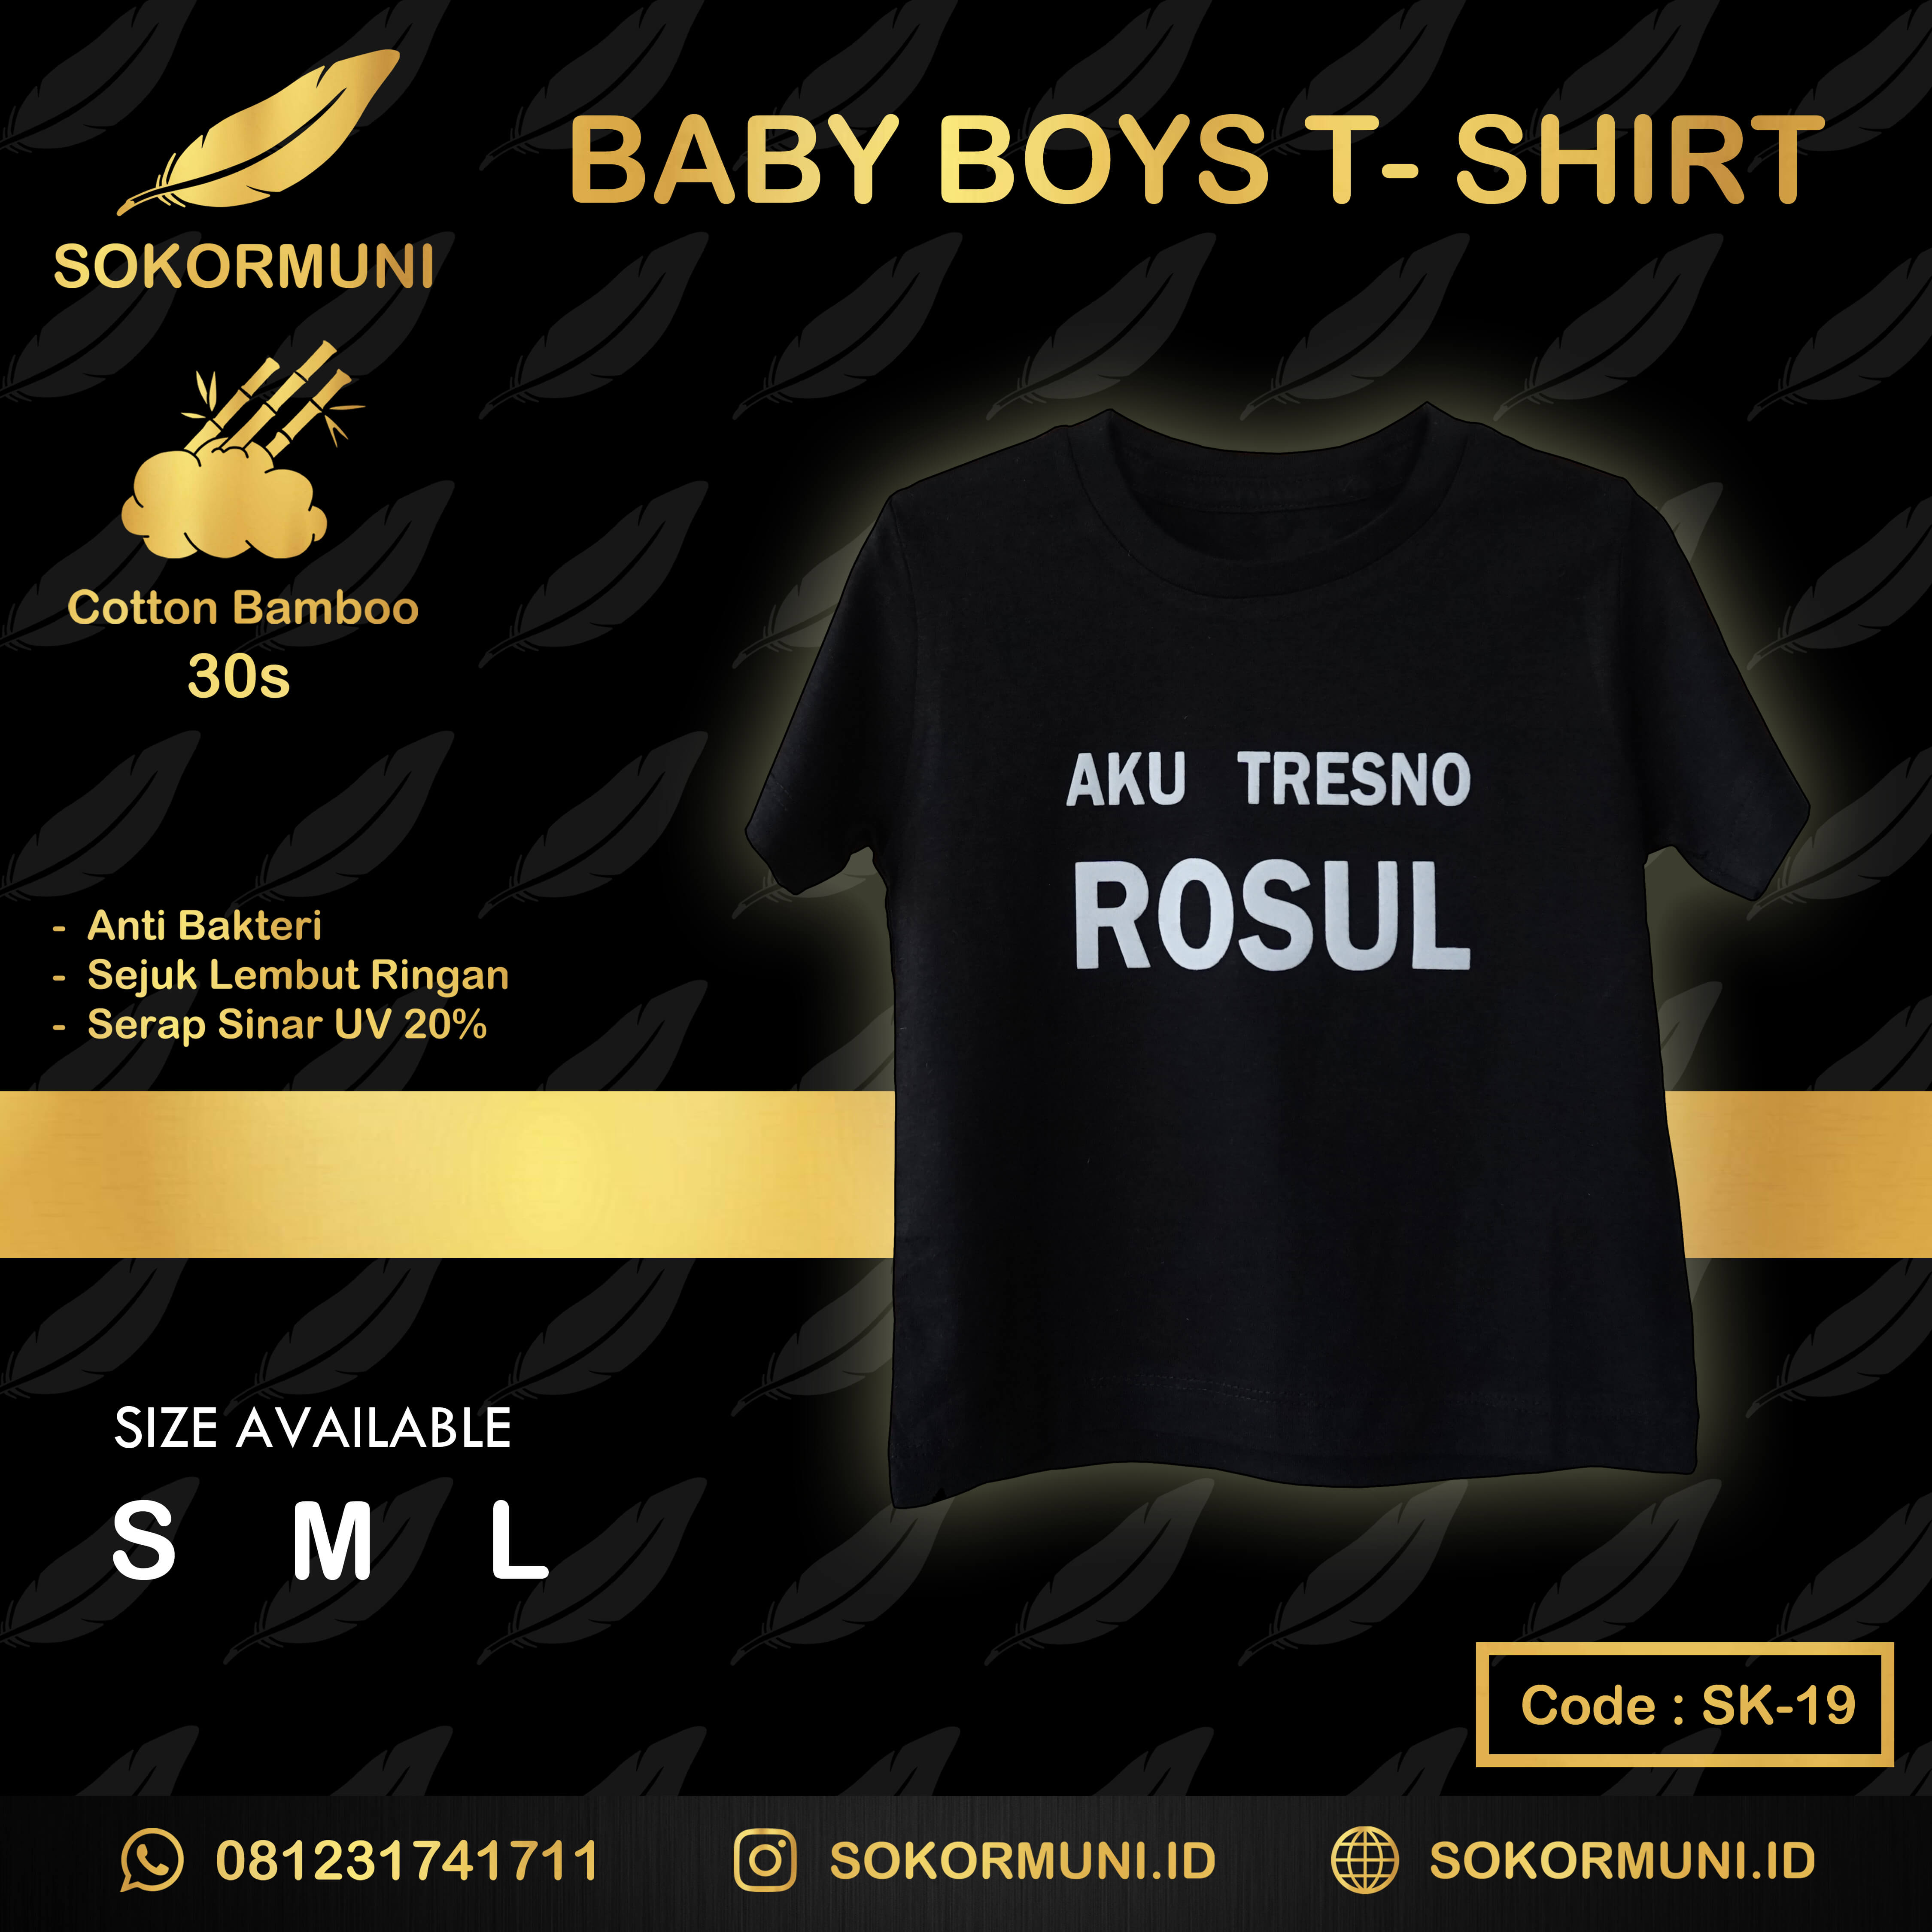 SOKORMUNI
BABY BOYS T- SHIRT
Cotton Bamboo
30s
AKU TRESNO
ROSUL
- Anti Bakteri
- Sejuk Lembut Ringan
- Serap Sinar UV 20%
SIZE AVAILABLE
S M L
Code : SK-19
081231741711 SOKORMUNI.ID SOKORMUNI.ID